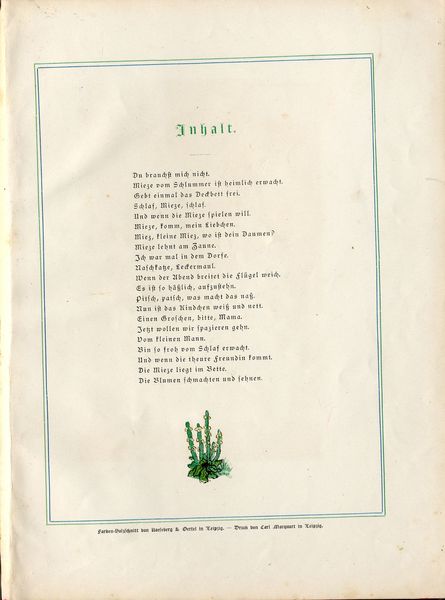 Inhalt.
Du brauchst mich nicht.
Mieze vom Schlummer ist heimlich erwacht.
Gebt einmal das Deckbett frei.
Schlaf, Mieze, schlaf.
Und wenn die Mieze spielen will.
Mieze, komm, mein Liebchen.
Miez, kleine Miez, wo ist dein Daumen?
Mieze lehnt am Zaune.
Ich war mal in dem Dorfe.
Naschkatze, Leckermaul.
Wenn der Abend breitet die Flügel weich.
Es ist so häßlich, aufzustehn.
Pitsch, patsch, was macht das naß.
Nun ist das Kindchen weiß und nett.
Einen Groschen, bitte, Mama.
Jetzt wollen wir spazieren gehn.
Vom kleinen Mann.
Bin so froh vom Schlaf erwacht.
Und wenn die theure Freundin kommt.
Die Mieze liegt im Bette.
Die Blumen schmachten und sehnen.
Farben-Holzschnitt von & Oertel in Leipzig. — Druck von Carl Marquart in Leipzig.